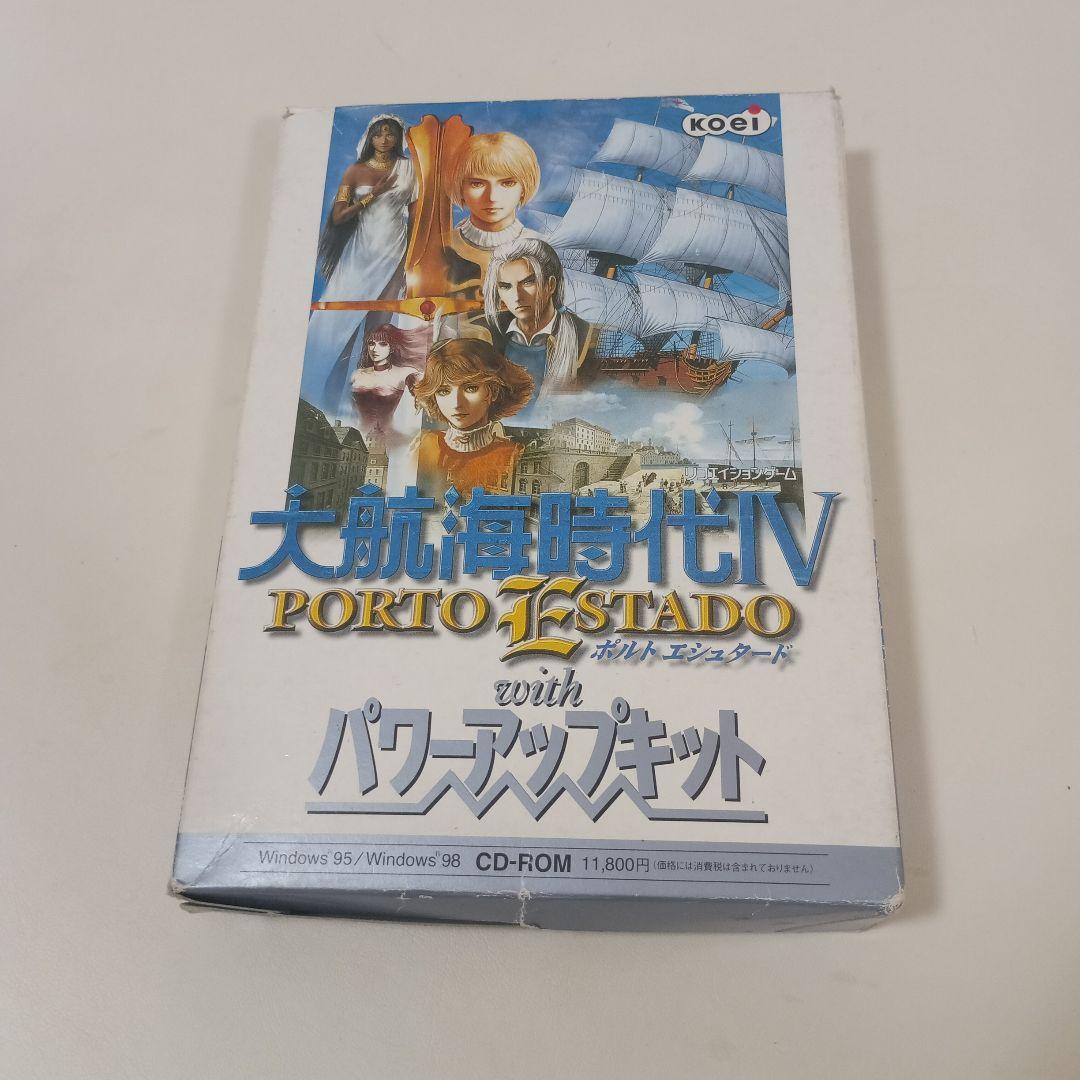 KOEI
リコエイションゲーム
大航海時代IV
PORTO ESTADO
ポルト エシュタード
with
パワーアップキット
Windows®95/Windows®98 CD-ROM 11,800円(価格には消費税は含まれておりません)